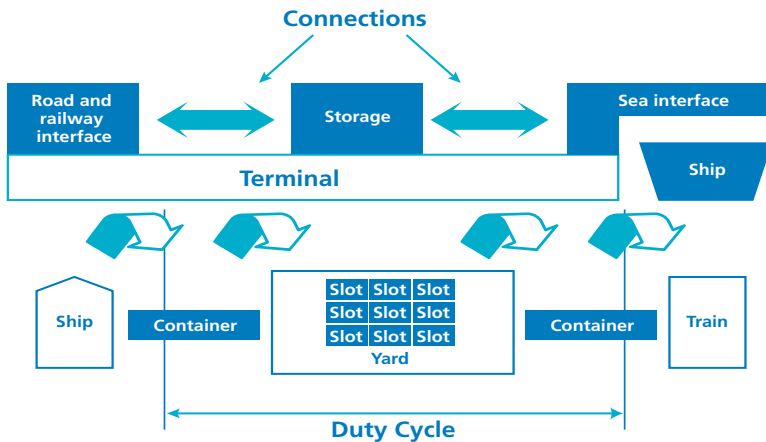 Connections
Road and
railway
interface
Storage
Sea interface
Terminal
Ship
Slot Slot Slot
Slot Slot Slot
Slot Slot Slot
Yard
Ship
Container
Container
Train
Duty Cycle